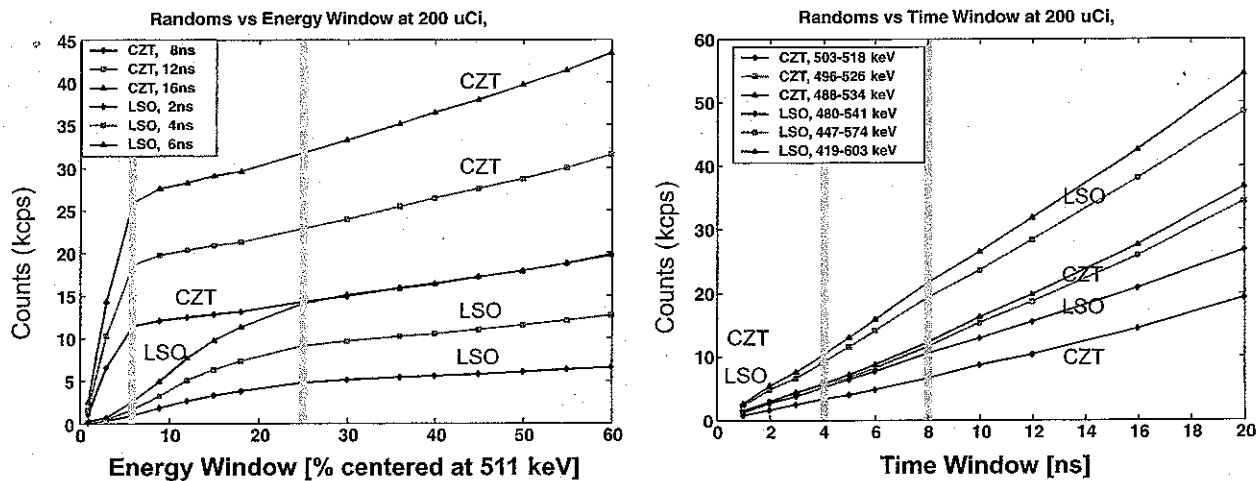 Randoms vs Energy Window at 200 uCi,
45
40
35
30
25
20
15
10
5
0
CZT, 8ns
CZT, 12ns
CZT, 16ns
LSO, 2ns
LSO, 4ns
LSO, 6ns
CZT
CZT
CZT
LSO
LSO
LSO
Counts (kcps)
0 10 20 30 40 50 60
Energy Window [% centered at 511 keV]
Randoms vs Time Window at 200 uCi,
60
50
40
30
20
10
0
CZT, 503-518 keV
CZT, 496-526 keV
CZT, 488-534 keV
LSO, 480-541 keV
LSO, 447-574 keV
LSO, 419-603 keV
LSO
CZT
CZT
LSO
LSO
CZT
Counts (kcps)
0 2 4 6 8 10 12 14 16 18 20
Time Window [ns]